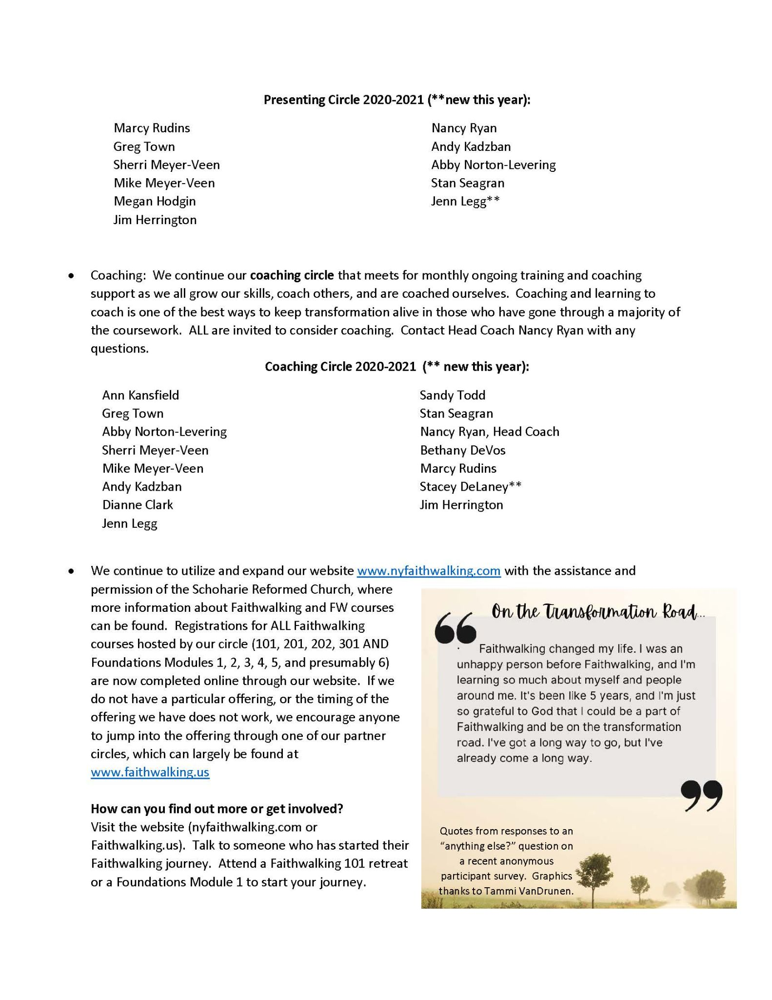 Presenting Circle 2020-2021 (**new this year):
Marcy Rudins
Greg Town
Sherri Meyer-Veen
Mike Meyer-Veen
Megan Hodgin
Jim Herrington
Nancy Ryan
Andy Kadzban
Abby Norton-Levering
Stan Seagran
Jenn Legg**
• Coaching:  We continue our coaching circle that meets for monthly ongoing training and coaching
support as we all grow our skills, coach others, and are coached ourselves.  Coaching and learning to
coach is one of the best ways to keep transformation alive in those who have gone through a majority of
the coursework.  ALL are invited to consider coaching.  Contact Head Coach Nancy Ryan with any
questions.
Coaching Circle 2020-2021  (** new this year):
Ann Kansfield
Greg Town
Abby Norton-Levering
Sherri Meyer-Veen
Mike Meyer-Veen
Andy Kadzban
Dianne Clark
Jenn Legg
Sandy Todd
Stan Seagran
Nancy Ryan, Head Coach
Bethany DeVos
Marcy Rudins
Stacey DeLaney**
Jim Herrington
• We continue to utilize and expand our website www.nyfaithwalking.com with the assistance and
permission of the Schoharie Reformed Church, where
more information about Faithwalking and FW courses
can be found.  Registrations for ALL Faithwalking
courses hosted by our circle (101, 201, 202, 301 AND
Foundations Modules 1, 2, 3, 4, 5, and presumably 6)
are now completed online through our website.  If we
do not have a particular offering, or the timing of the
offering we have does not work, we encourage anyone
to jump into the offering through one of our partner
circles, which can largely be found at
www.faithwalking.us
How can you find out more or get involved?
Visit the website (nyfaithwalking.com or
Faithwalking.us).  Talk to someone who has started their
Faithwalking journey.  Attend a Faithwalking 101 retreat
or a Foundations Module 1 to start your journey.
On the Transformation Road...
“
· Faithwalking changed my life. I was an
unhappy person before Faithwalking, and I'm
learning so much about myself and people
around me. It's been like 5 years, and I'm just
so grateful to God that I could be a part of
Faithwalking and be on the transformation
road. I've got a long way to go, but I've
already come a long way.
”
Quotes from responses to an
“anything else?” question on
a recent anonymous
participant survey.  Graphics
thanks to Tammi VanDrunen.